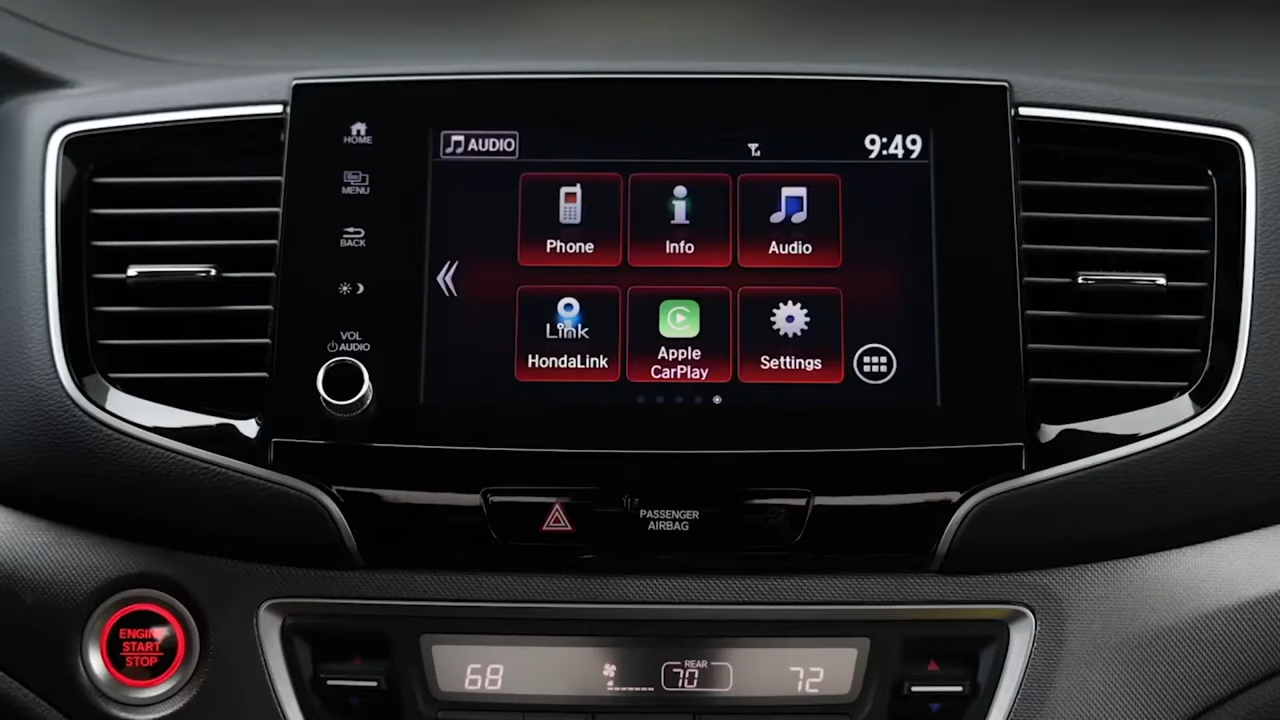 HOME
MENU
BACK
VOL
AUDIO
AUDIO
9:49
Phone
Info
Audio
Link
HondaLink
Apple
CarPlay
Settings
PASSENGER
AIRBAG
ENGINE
START
STOP
68
REAR
70
72